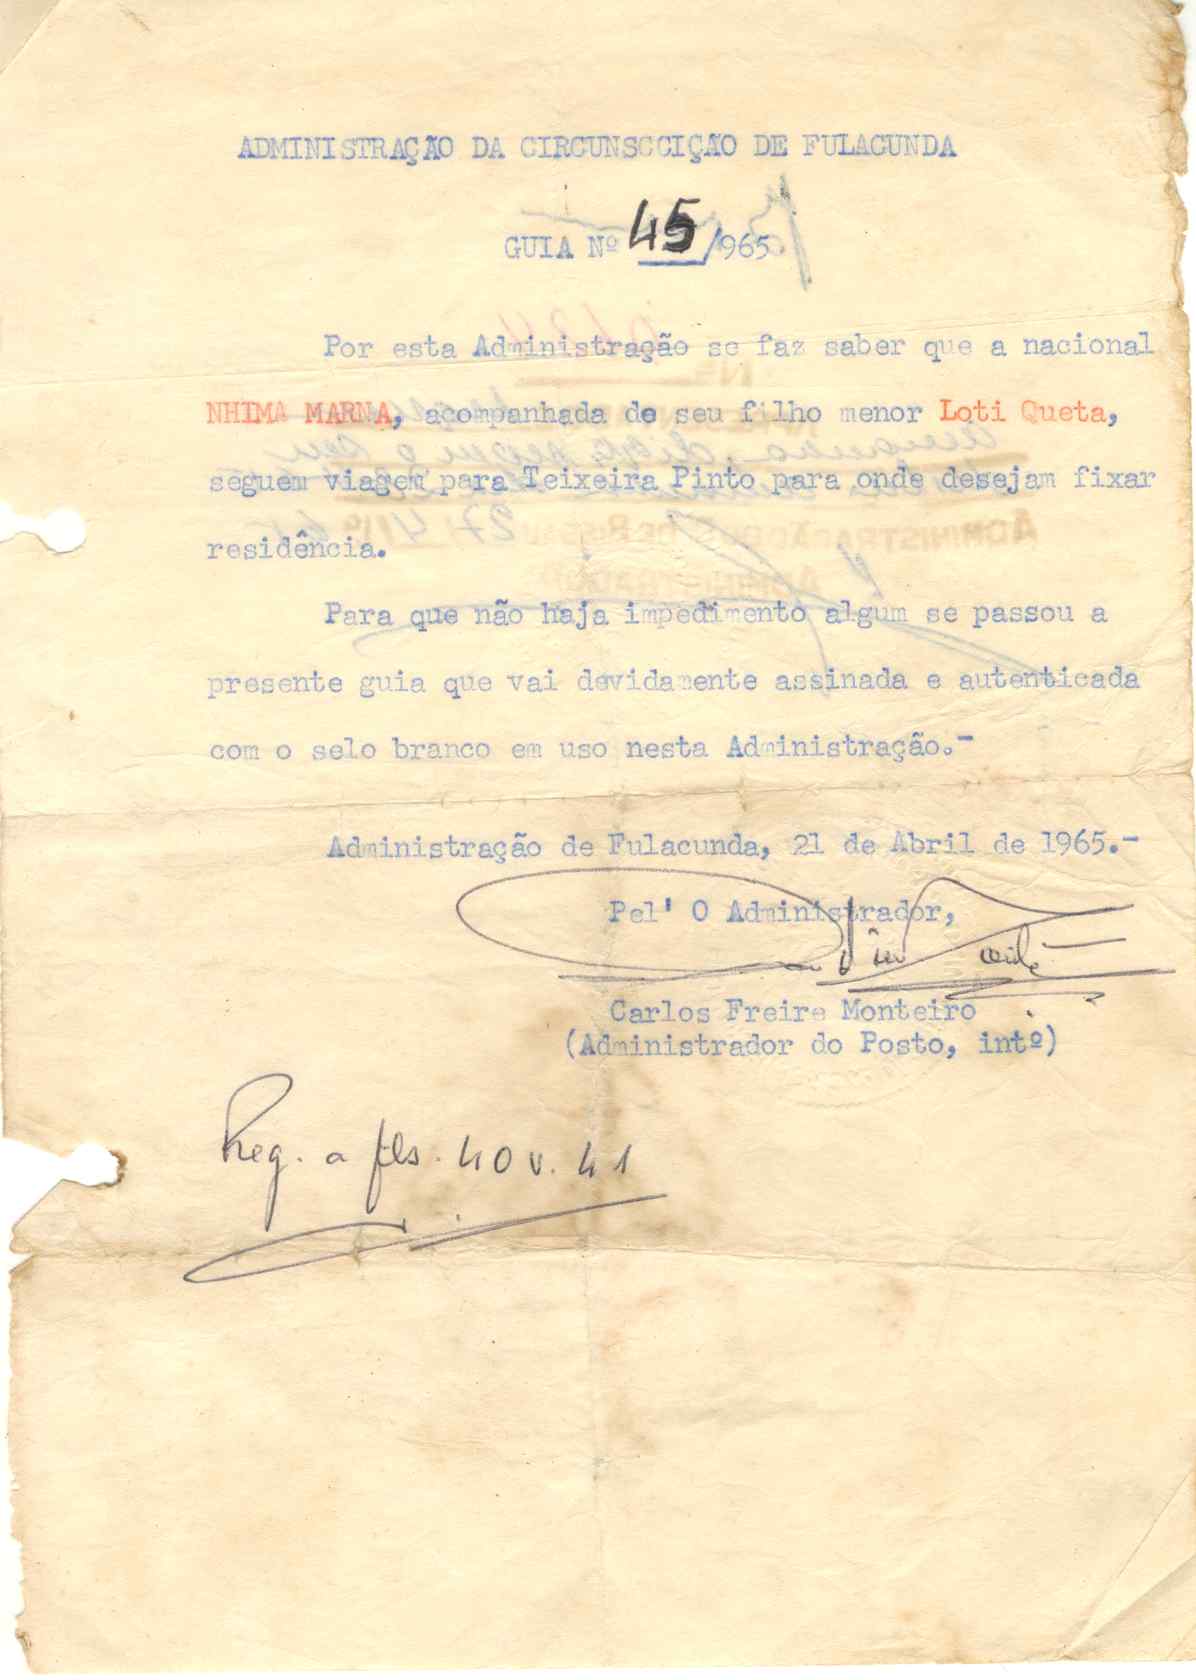 ADMINISTRAÇÃO DA CIRCUNSCCIÇÃO DE FULACUNDA
GUIA Nº 45/965
Por esta Administração se faz saber que a nacional
NHIMA MARNA, acompanhada de seu filho menor Loti Queta,
seguem viagem para Teixeira Pinto para onde desejam fixar
residência.
Para que não haja impedimento algum se passou a
presente guia que vai devidamente assinada e autenticada
com o selo branco em uso nesta Administração.-
Administração de Fulacunda, 21 de Abril de 1965.-
Pel' O Administrador,
Carlos Freire Monteiro
(Administrador do Posto, intº)
Reg. a fls. 40 v. 41